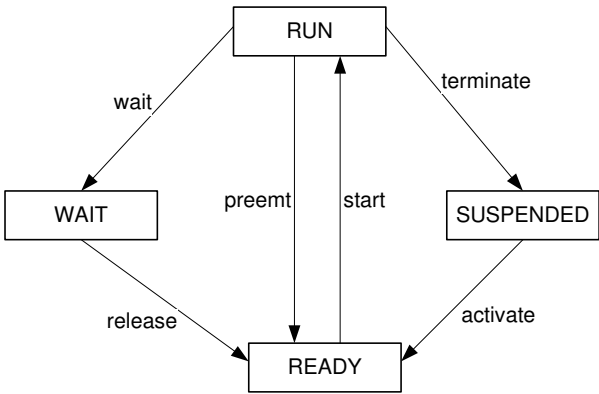 RUN
wait
terminate
WAIT
preemt
start
SUSPENDED
release
activate
READY